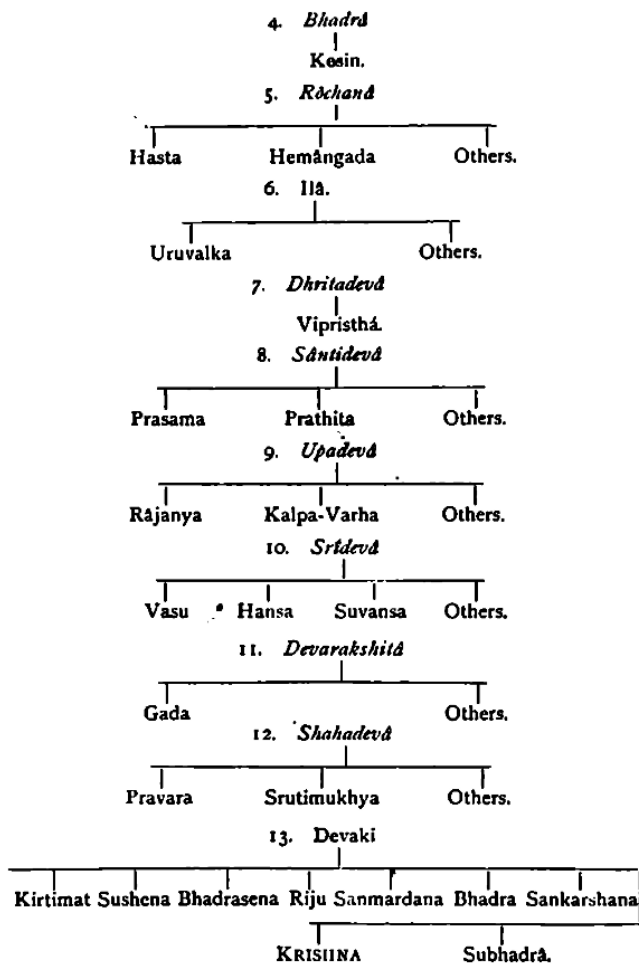 4. Bhadrâ
Kesin.
5. Rôchanâ
Hasta Hemângada Others.
6. Ilâ.
Uruvalka Others.
7. Dhritadevâ
Vipristhá.
8. Sântidevâ
Prasama Prathita Others.
9. Upadevâ
Râjanya Kalpa-Varha Others.
10. Srîdevâ
Vasu Hansa Suvansa Others.
11. Devarakshitâ
Gada Others.
12. Shahadevâ
Pravara Srutimukhya Others.
13. Devaki
Kirtimat Sushena Bhadrasena Riju Sanmardana Bhadra Sankarshana
KRISHNA Subhadrâ.